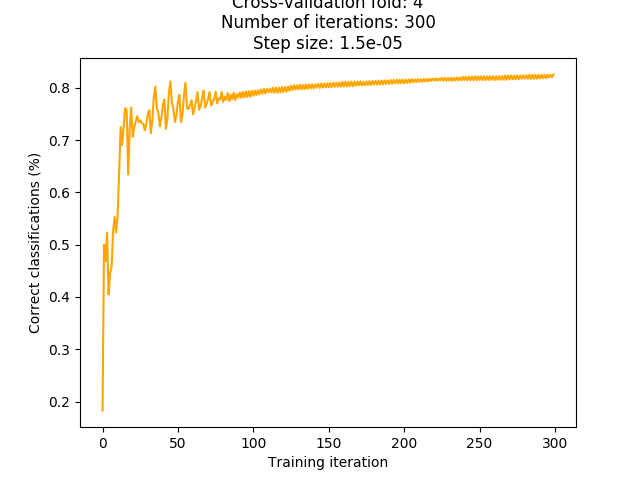 Cross-validation fold: 4
Number of iterations: 300
Step size: 1.5e-05
0.8
0.7
0.6
0.5
0.4
0.3
0.2
Correct classifications (%)
0 50 100 150 200 250 300
Training iteration